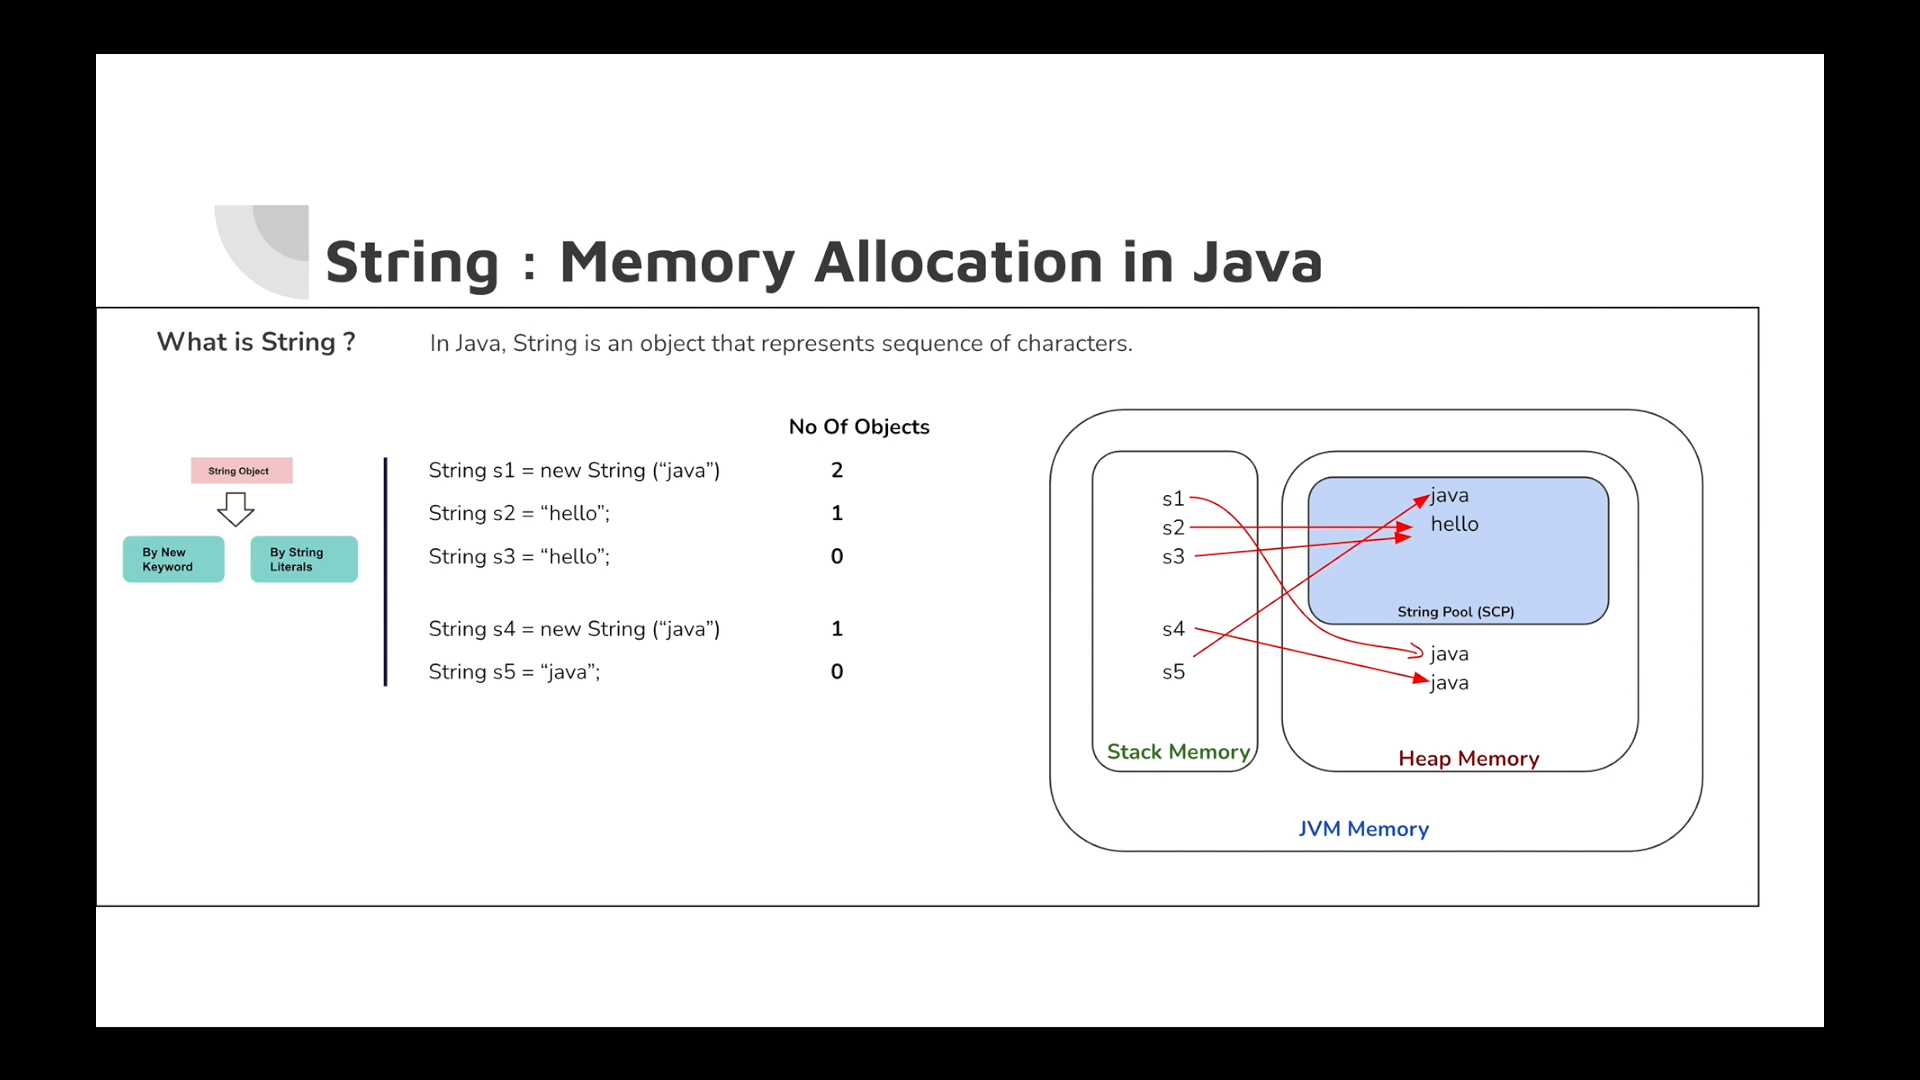 String : Memory Allocation in Java
What is String ?
In Java, String is an object that represents sequence of characters.
No Of Objects
String Object
By New
Keyword
By String
Literals
String s1 = new String (“java”) 2
String s2 = “hello”; 1
String s3 = “hello”; 0
String s4 = new String (“java”) 1
String s5 = “java”; 0
s1
s2
s3
s4
s5
Stack Memory
java
hello
String Pool (SCP)
java
java
Heap Memory
JVM Memory